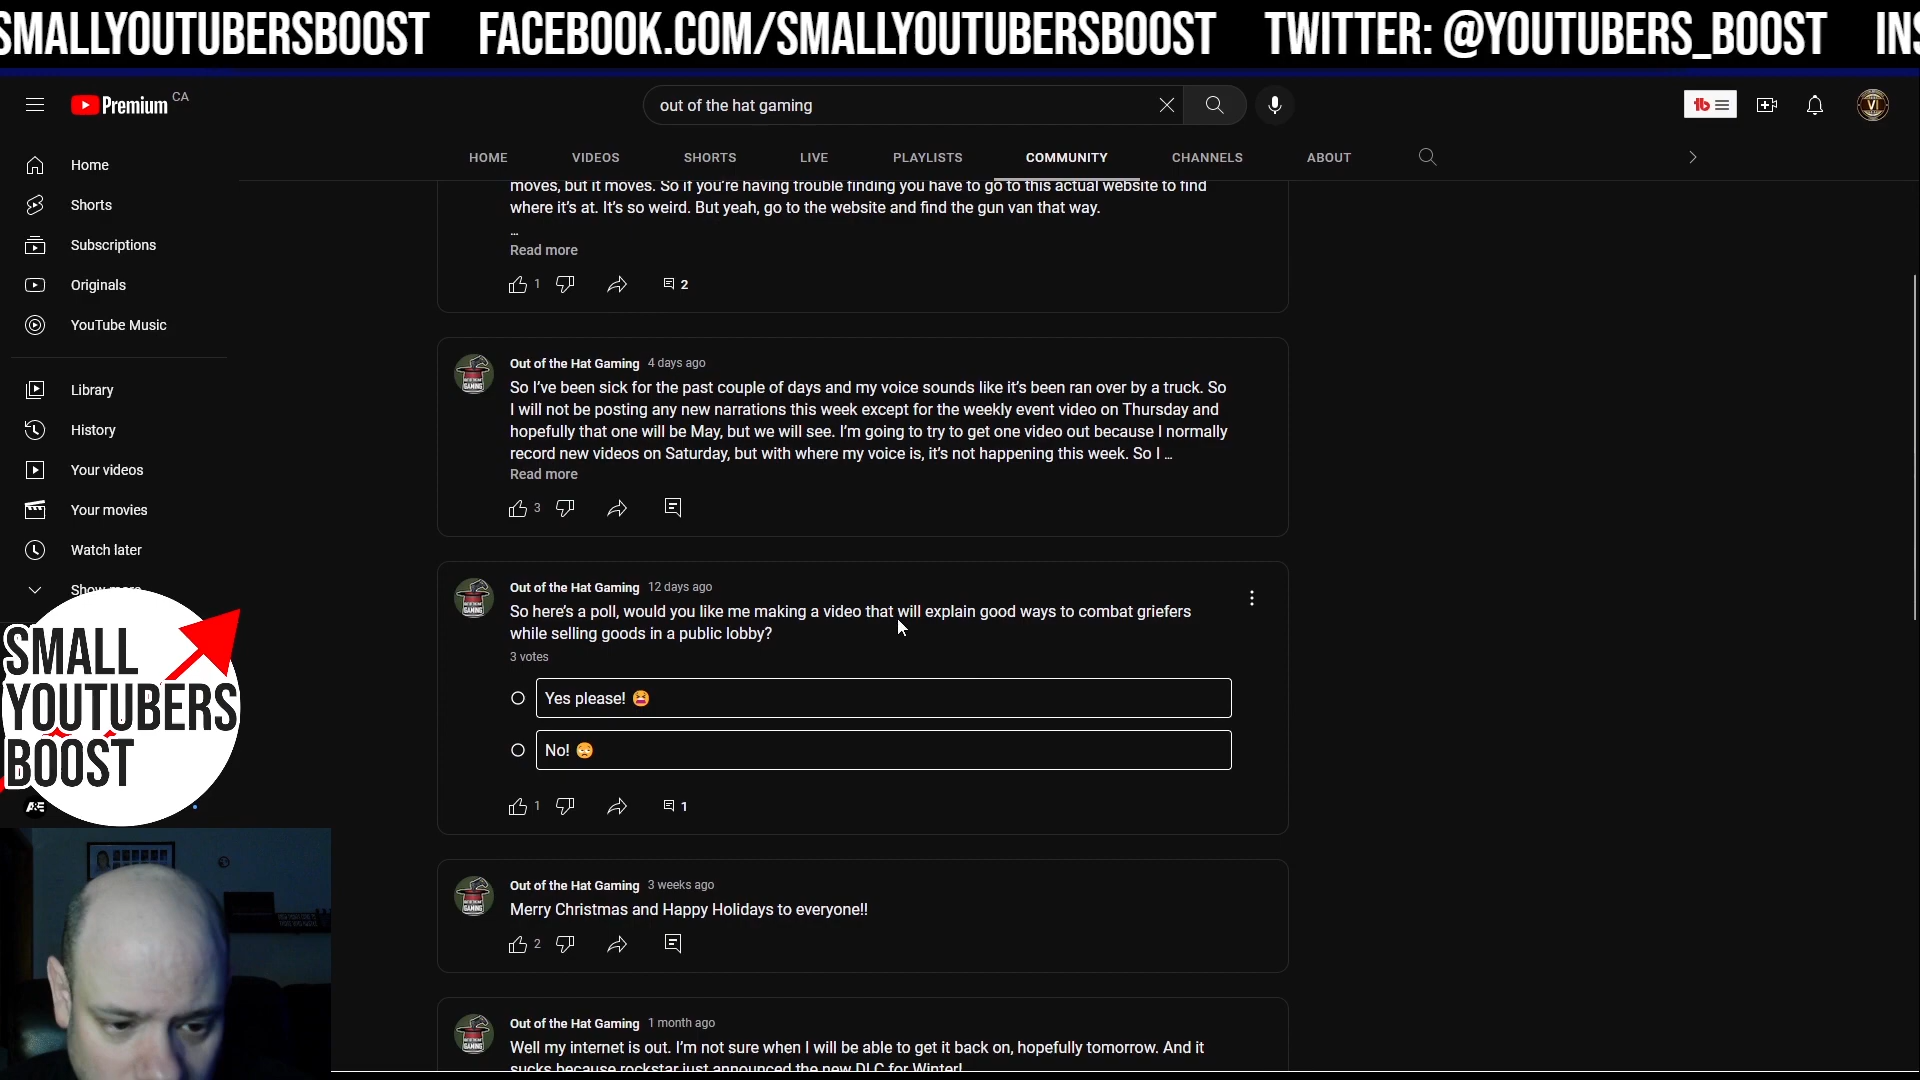 SMALLYOUTUBERSBOOST FACEBOOK.COM/SMALLYOUTUBERSBOOST TWITTER: @YOUTUBERS_BOOST INS
Premium CA
out of the hat gaming
HOME VIDEOS SHORTS LIVE PLAYLISTS COMMUNITY CHANNELS ABOUT
Home
Shorts
Subscriptions
Originals
YouTube Music
Library
History
Your videos
Your movies
Watch later
Show more
SMALL
YOUTUBERS
BOOST
moves, but it moves. So if you're having trouble finding you have to go to this actual website to find
where it's at. It's so weird. But yeah, go to the website and find the gun van that way.
...
Read more
1 2
Out of the Hat Gaming 4 days ago
So I've been sick for the past couple of days and my voice sounds like it's been ran over by a truck. So
I will not be posting any new narrations this week except for the weekly event video on Thursday and
hopefully that one will be May, but we will see. I'm going to try to get one video out because I normally
record new videos on Saturday, but with where my voice is, it's not happening this week. So I ...
Read more
3
Out of the Hat Gaming 12 days ago
So here's a poll, would you like me making a video that will explain good ways to combat griefers
while selling goods in a public lobby?
3 votes
Yes please! 😫
No! 😳
1 1
Out of the Hat Gaming 3 weeks ago
Merry Christmas and Happy Holidays to everyone!!
2
Out of the Hat Gaming 1 month ago
Well my internet is out. I'm not sure when I will be able to get it back on, hopefully tomorrow. And it
sucks because rockstar just announced the new DLC for Winter!